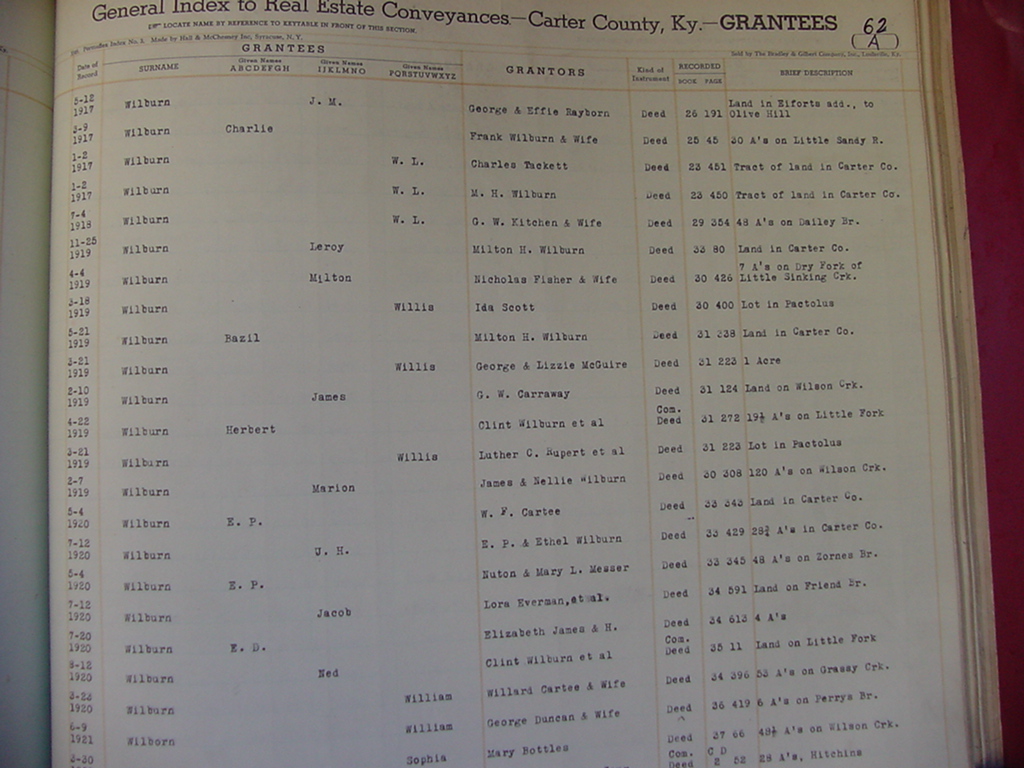 General Index to Real Estate Conveyances—Carter County, Ky.—GRANTEES
62
A
LOCATE NAME BY REFERENCE TO KEYTABLE IN FRONT OF THIS SECTION.
Periodion Index No. 3. Made by Hall & McChesney Inc, Syracuse, N. Y.
Sold by The Bradley & Gilbert Company, Inc., Louisville, Ky.
GRANTEES
Date of Record SURNAME Given Names ABCDEFGH Given Names IJKLMNO Given Names PQRSTUVWXYZ GRANTORS Kind of Instrument RECORDED BOOK PAGE BRIEF DESCRIPTION
5-12 1917 Wilburn J. M. George & Effie Rayborn Deed 26 191 Land in Eiforts add., to Olive Hill
3-9 1917 Wilburn Charlie Frank Wilburn & Wife Deed 25 45 30 A's on Little Sandy R.
1-2 1917 Wilburn W. L. Charles Tackett Deed 23 451 Tract of land in Carter Co.
1-2 1917 Wilburn W. L. M. H. Wilburn Deed 23 450 Tract of land in Carter Co.
7-4 1918 Wilburn W. L. G. W. Kitchen & Wife Deed 29 354 48 A's on Dailey Br.
11-25 1919 Wilburn Leroy Milton H. Wilburn Deed 33 80 Land in Carter Co.
4-4 1919 Wilburn Milton Nicholas Fisher & Wife Deed 30 426 7 A's on Dry Fork of Little Sinking Crk.
3-18 1919 Wilburn Willis Ida Scott Deed 30 400 Lot in Pactolus
5-21 1919 Wilburn Bazil Milton H. Wilburn Deed 31 338 Land in Carter Co.
3-21 1919 Wilburn Willis George & Lizzie McGuire Deed 31 223 1 Acre
2-10 1919 Wilburn James G. W. Carraway Deed 31 124 Land on Wilson Crk.
4-22 1919 Wilburn Herbert Clint Wilburn et al Com. Deed 31 272 19½ A's on Little Fork
3-21 1919 Wilburn Willis Luther C. Rupert et al Deed 31 223 Lot in Pactolus
2-7 1919 Wilburn Marion James & Nellie Wilburn Deed 30 308 120 A's on Wilson Crk.
5-4 1920 Wilburn E. P. W. F. Cartee Deed 33 343 Land in Carter Co.
7-12 1920 Wilburn J. H. E. P. & Ethel Wilburn Deed 33 429 28¾ A's in Carter Co.
5-4 1920 Wilburn E. P. Nuton & Mary L. Messer Deed 33 345 48 A's on Zornes Br.
7-12 1920 Wilburn Jacob Lora Everman, et al. Deed 34 591 Land on Friend Br.
7-20 1920 Wilburn E. D. Elizabeth James & H. Deed 34 613 4 A's
8-12 1920 Wilburn Ned Clint Wilburn et al Com. Deed 35 11 Land on Little Fork
3-23 1920 Wilburn William Willard Cartee & Wife Deed 34 396 53 A's on Grassy Crk.
6-9 1921 Wilborn William George Duncan & Wife Deed 36 419 6 A's on Perrys Br.
3-30 Sophia Mary Bottles Deed 37 66 49½ A's on Wilson Crk.
Com. Deed C D 2 52 28 A's, Hitchins